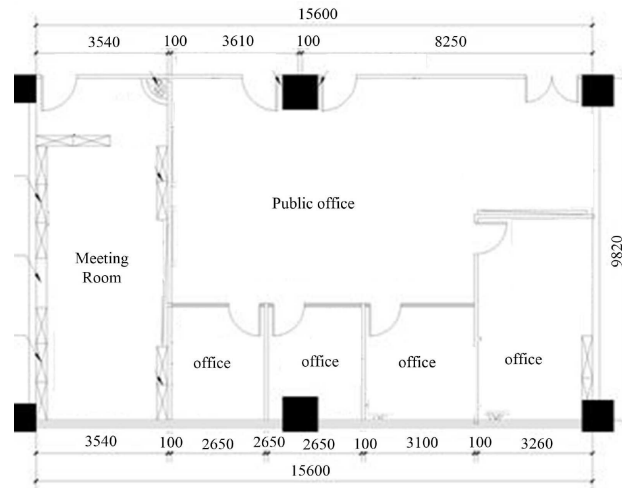 15600
3540 100 3610 100 8250
Public office
9820
Meeting
Room
office office office office
3540 100 2650 2650 2650 100 3100 100 3260
15600